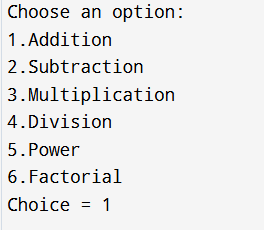 Choose an option:
1.Addition
2.Subtraction
3.Multiplication
4.Division
5.Power
6.Factorial
Choice = 1